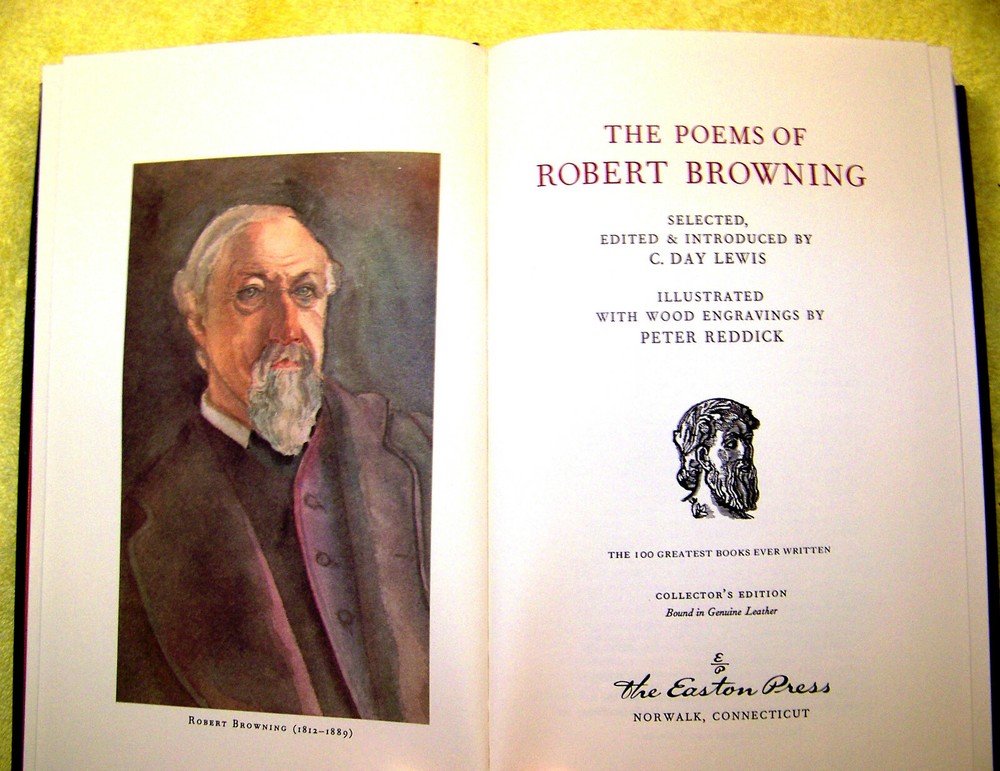 ROBERT BROWNING (1812–1889)
THE POEMS OF
ROBERT BROWNING
SELECTED,
EDITED & INTRODUCED BY
C. DAY LEWIS
ILLUSTRATED
WITH WOOD ENGRAVINGS BY
PETER REDDICK
THE 100 GREATEST BOOKS EVER WRITTEN
COLLECTOR'S EDITION
Bound in Genuine Leather
E
P
The Easton Press
NORWALK, CONNECTICUT